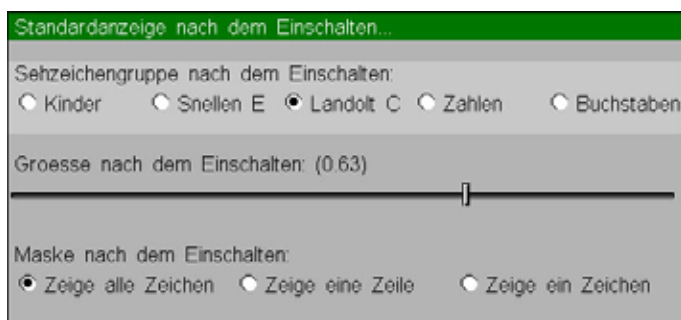 Standardanzeige nach dem Einschalten...
Sehzeichengruppe nach dem Einschalten:
Kinder Snellen E Landolt C Zahlen Buchstaben
Groesse nach dem Einschalten: (0.63)
Maske nach dem Einschalten:
Zeige alle Zeichen Zeige eine Zeile Zeige ein Zeichen